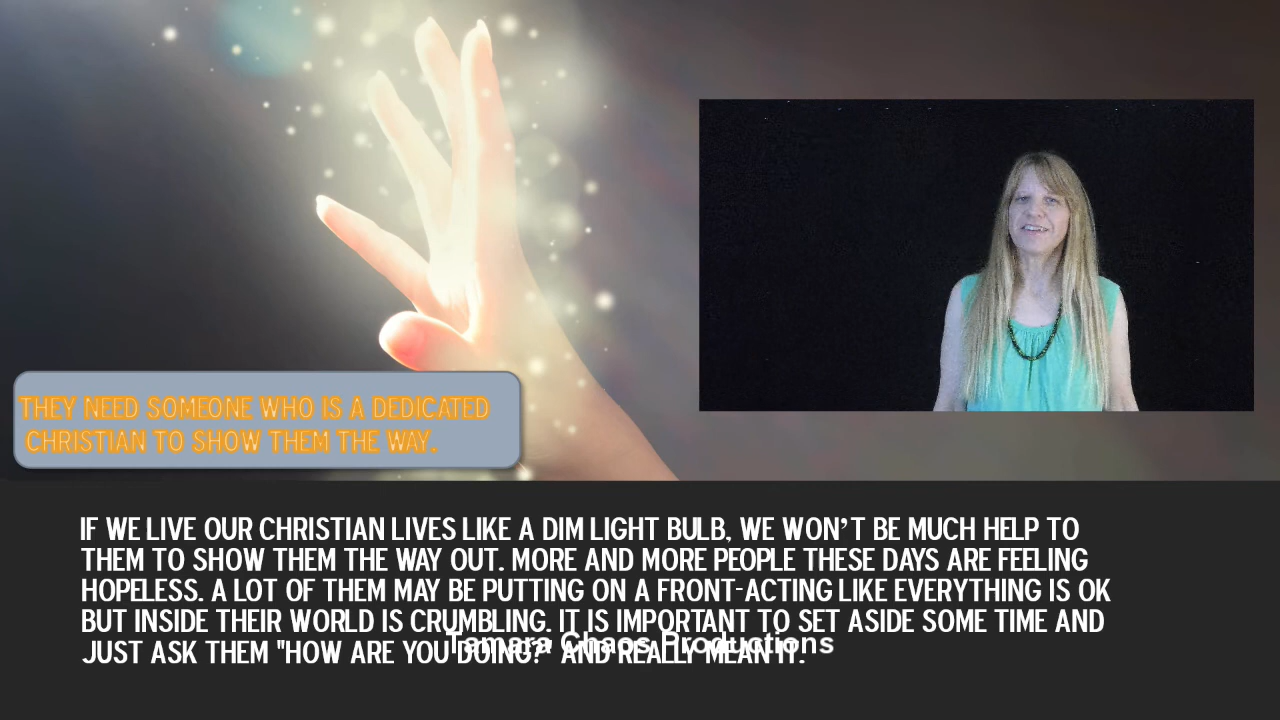 THEY NEED SOMEONE WHO IS A DEDICATED
CHRISTIAN TO SHOW THEM THE WAY.
IF WE LIVE OUR CHRISTIAN LIVES LIKE A DIM LIGHT BULB, WE WON'T BE MUCH HELP TO
THEM TO SHOW THEM THE WAY OUT. MORE AND MORE PEOPLE THESE DAYS ARE FEELING
HOPELESS. A LOT OF THEM MAY BE PUTTING ON A FRONT-ACTING LIKE EVERYTHING IS OK
BUT INSIDE THEIR WORLD IS CRUMBLING. IT IS IMPORTANT TO SET ASIDE SOME TIME AND
JUST ASK THEM "HOW ARE YOU DOING?" AND REALLY MEAN IT.
Tamara Chaos Productions